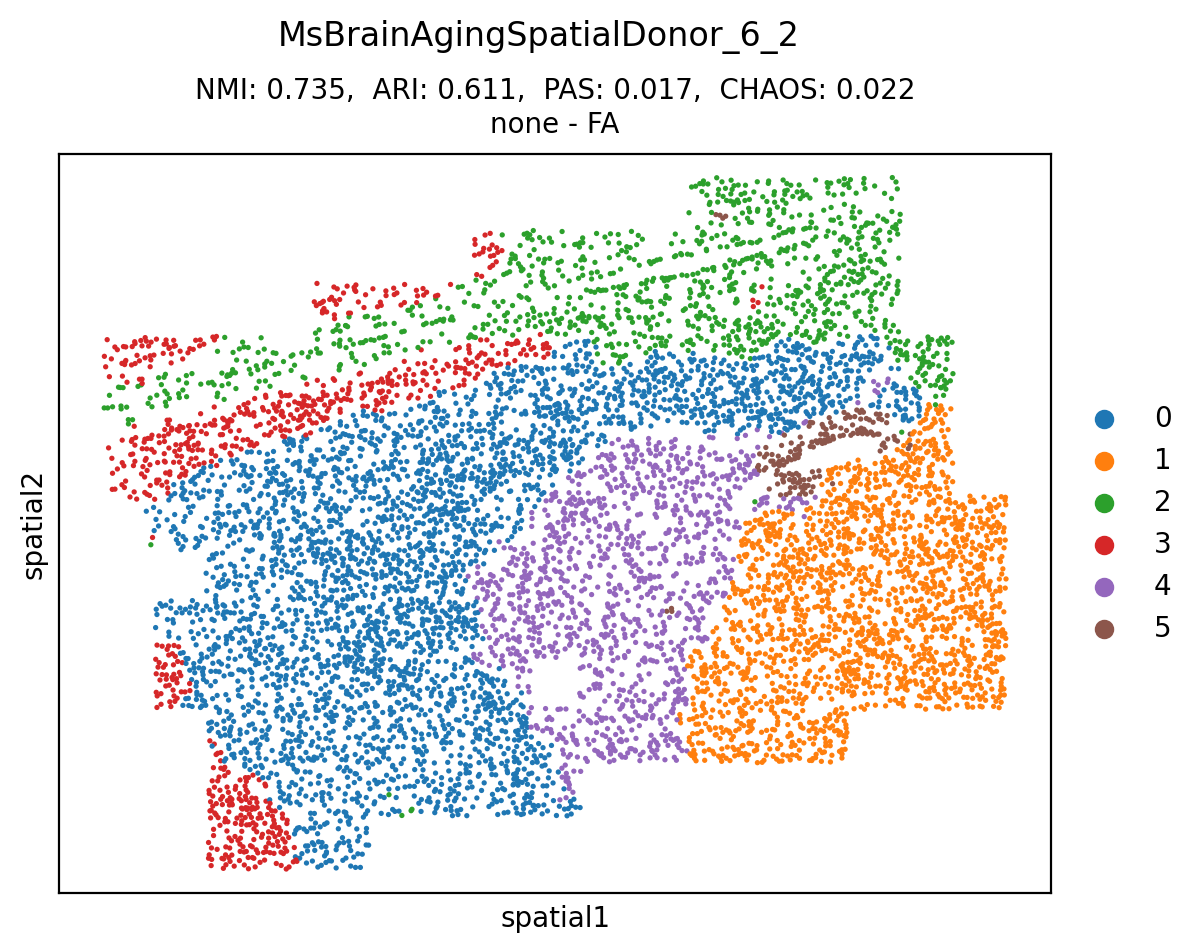 MsBrainAgingSpatialDonor_6_2
NMI: 0.735,  ARI: 0.611,  PAS: 0.017,  CHAOS: 0.022
none - FA
spatial2
0
1
2
3
4
5
spatial1